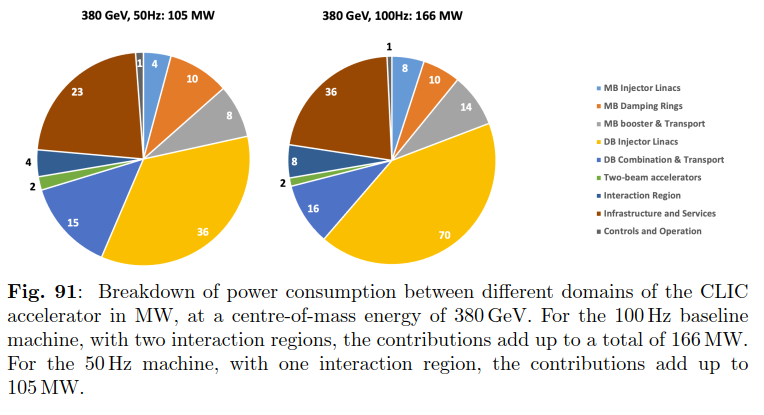 380 GeV, 50Hz: 105 MW
1
4
10
8
36
15
2
4
23
380 GeV, 100Hz: 166 MW
1
8
10
14
70
16
2
8
36
MB Injector Linacs
MB Damping Rings
MB booster & Transport
DB Injector Linacs
DB Combination & Transport
Two-beam accelerators
Interaction Region
Infrastructure and Services
Controls and Operation
Fig. 91: Breakdown of power consumption between different domains of the CLIC
accelerator in MW, at a centre-of-mass energy of 380 GeV. For the 100 Hz baseline
machine, with two interaction regions, the contributions add up to a total of 166 MW.
For the 50 Hz machine, with one interaction region, the contributions add up to
105 MW.